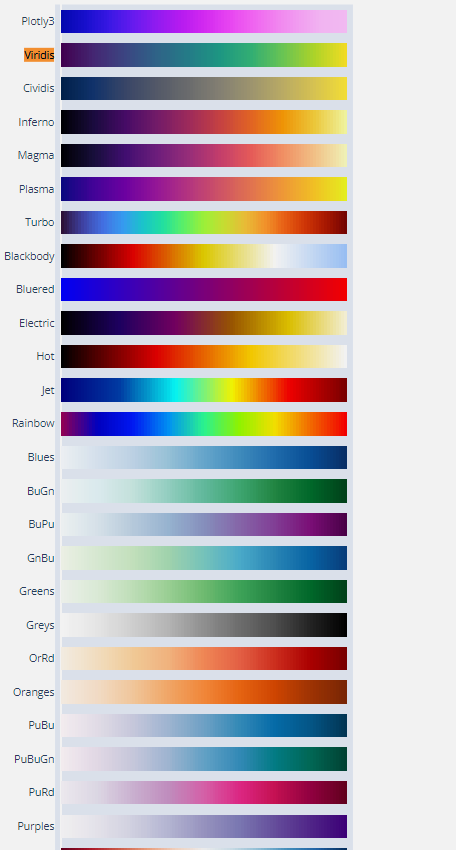 Plotly3
Viridis
Cividis
Inferno
Magma
Plasma
Turbo
Blackbody
Bluered
Electric
Hot
Jet
Rainbow
Blues
BuGn
BuPu
GnBu
Greens
Greys
OrRd
Oranges
PuBu
PuBuGn
PuRd
Purples